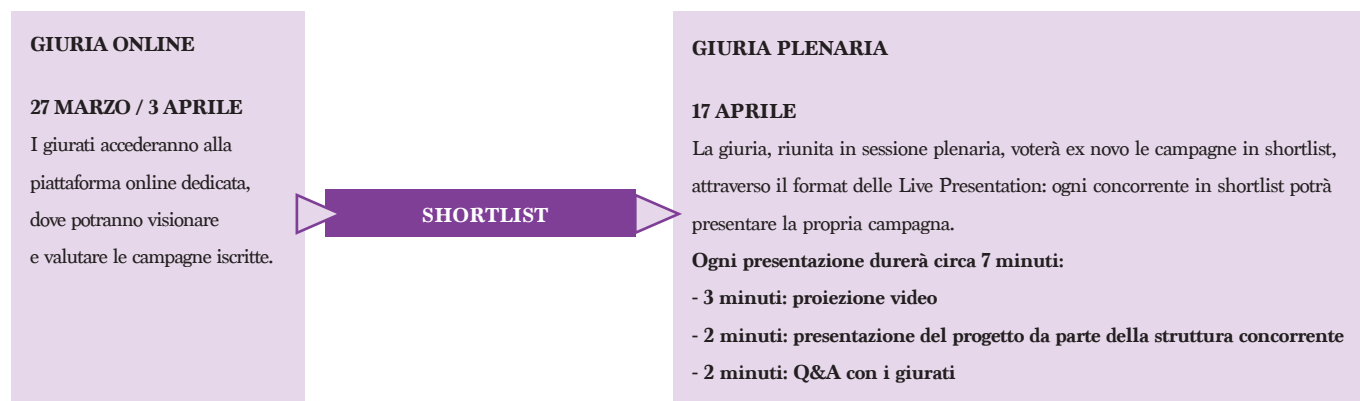 GIURIA ONLINE
27 MARZO / 3 APRILE
I giurati accederanno alla
piattaforma online dedicata,
dove potranno visionare
e valutare le campagne iscritte.
SHORTLIST
GIURIA PLENARIA
17 APRILE
La giuria, riunita in sessione plenaria, voterà ex novo le campagne in shortlist,
attraverso il format delle Live Presentation: ogni concorrente in shortlist potrà
presentare la propria campagna.
Ogni presentazione durerà circa 7 minuti:
- 3 minuti: proiezione video
- 2 minuti: presentazione del progetto da parte della struttura concorrente
- 2 minuti: Q&A con i giurati